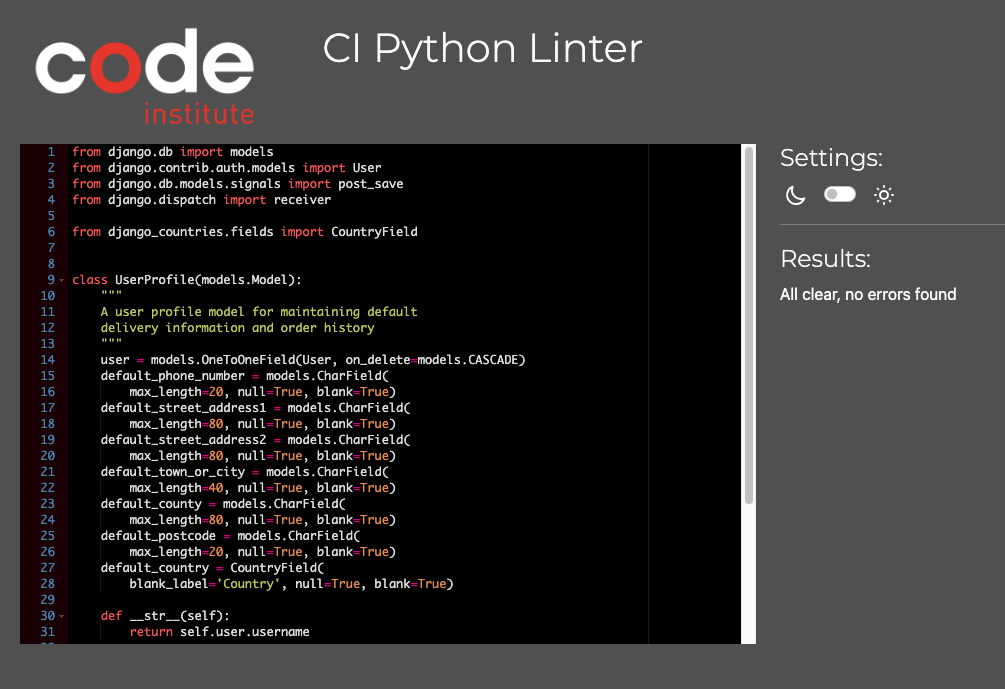 code
institute
CI Python Linter
1 from django.db import models
2 from django.contrib.auth.models import User
3 from django.db.models.signals import post_save
4 from django.dispatch import receiver
5
6 from django_countries.fields import CountryField
7
8
9 class UserProfile(models.Model):
10     """
11     A user profile model for maintaining default
12     delivery information and order history
13     """
14     user = models.OneToOneField(User, on_delete=models.CASCADE)
15     default_phone_number = models.CharField(
16         max_length=20, null=True, blank=True)
17     default_street_address1 = models.CharField(
18         max_length=80, null=True, blank=True)
19     default_street_address2 = models.CharField(
20         max_length=80, null=True, blank=True)
21     default_town_or_city = models.CharField(
22         max_length=40, null=True, blank=True)
23     default_county = models.CharField(
24         max_length=80, null=True, blank=True)
25     default_postcode = models.CharField(
26         max_length=20, null=True, blank=True)
27     default_country = CountryField(
28         blank_label='Country', null=True, blank=True)
29
30     def __str__(self):
31         return self.user.username
Settings:
Results:
All clear, no errors found